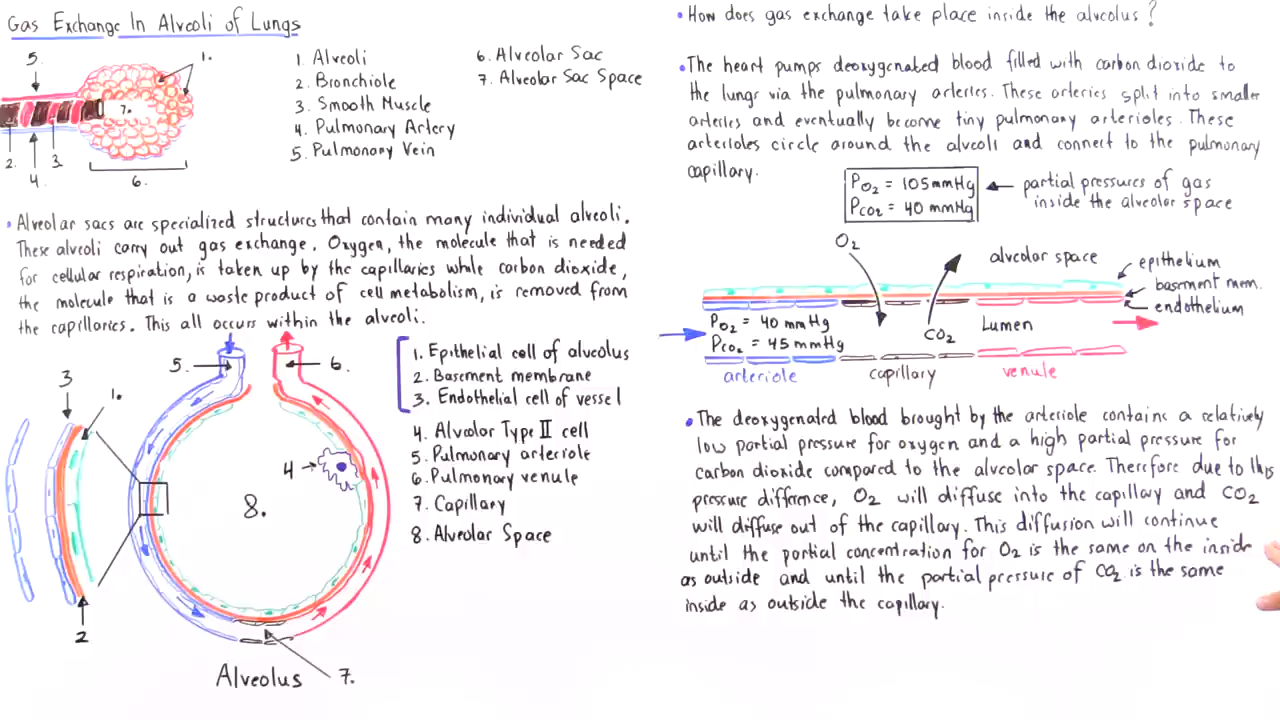 Gas Exchange In Alveoli of Lungs
5.
1.
7.
2.
4.
3.
6.
1. Alveoli
2. Bronchiole
3. Smooth Muscle
4. Pulmonary Artery
5. Pulmonary Vein
6. Alveolar Sac
7. Alveolar Sac Space
• Alveolar sacs are specialized structures that contain many individual alveoli.
These alveoli carry out gas exchange. Oxygen, the molecule that is needed
for cellular respiration, is taken up by the capillaries while carbon dioxide,
the molecule that is a waste product of cell metabolism, is removed from
the capillaries. This all occurs within the alveoli.
3
1.
2
5.
6.
4
8.
7.
Alveolus
1. Epithelial cell of alveolus
2. Basement membrane
3. Endothelial cell of vessel
4. Alveolar Type II cell
5. Pulmonary arteriole
6. Pulmonary venule
7. Capillary
8. Alveolar Space
• How does gas exchange take place inside the alveolus?
• The heart pumps deoxygenated blood filled with carbon dioxide to
the lungs via the pulmonary arteries. These arteries split into smaller
arteries and eventually become tiny pulmonary arterioles. These
arterioles circle around the alveoli and connect to the pulmonary
capillary.
PO2 = 105 mmHg
PCO2 = 40 mmHg
partial pressures of gas
inside the alveolar space
O2
alveolar space
epithelium
basement mem.
endothelium
PO2 = 40 mmHg
PCO2 = 45 mmHg
CO2
Lumen
arteriole
capillary
venule
• The deoxygenated blood brought by the arteriole contains a relatively
low partial pressure for oxygen and a high partial pressure for
carbon dioxide compared to the alveolar space. Therefore due to this
pressure difference, O2 will diffuse into the capillary and CO2
will diffuse out of the capillary. This diffusion will continue
until the partial concentration for O2 is the same on the inside
as outside and until the partial pressure of CO2 is the same
inside as outside the capillary.